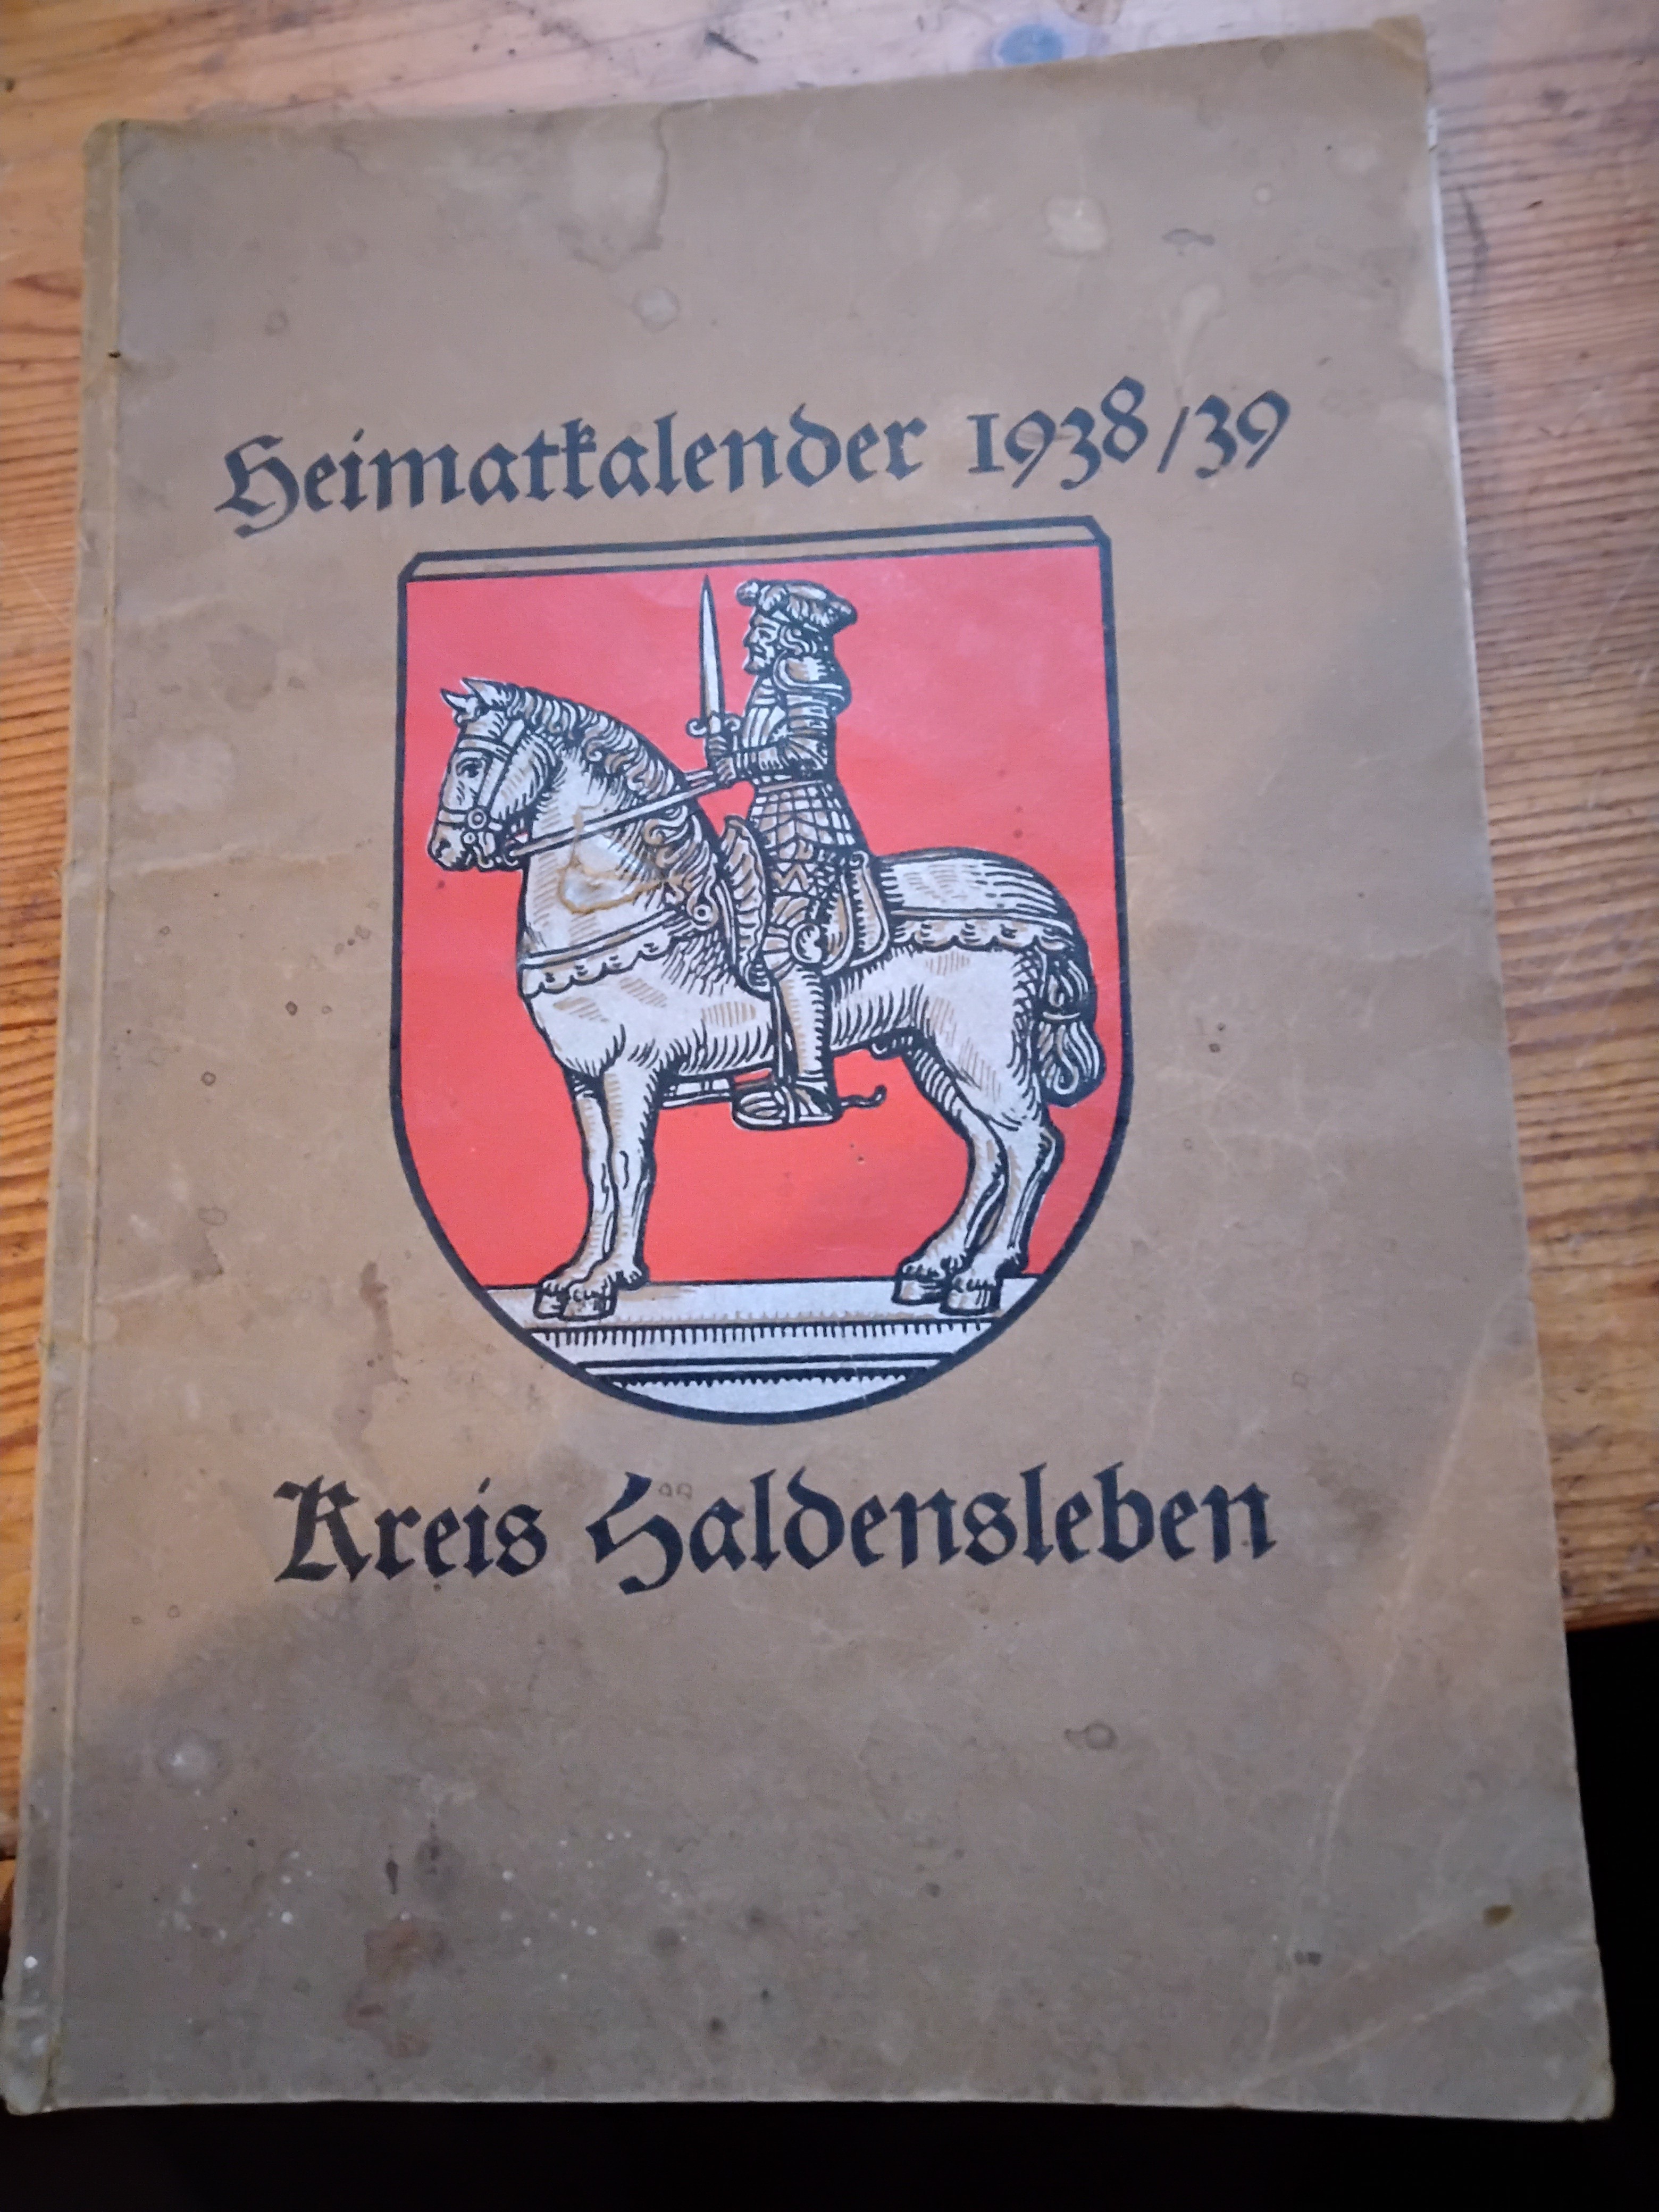 Heimatkalender 1938/39
Kreis Haldensleben